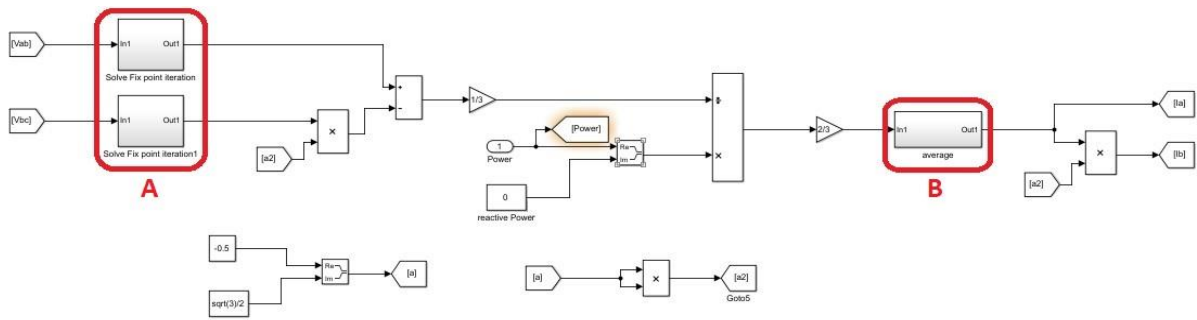 [Vab]
In1
Out1
Solve Fix point iteration
[Vbc]
In1
Out1
Solve Fix point iteration1
A
[a2]
×
+
−
1/3
[Power]
1
Power
Re
Im
0
reactive Power
×
2/3
In1
Out1
average
B
[Ia]
[a2]
×
[Ib]
-0.5
sqrt(3)/2
Re
Im
[a]
[a]
×
[a2]
Goto5